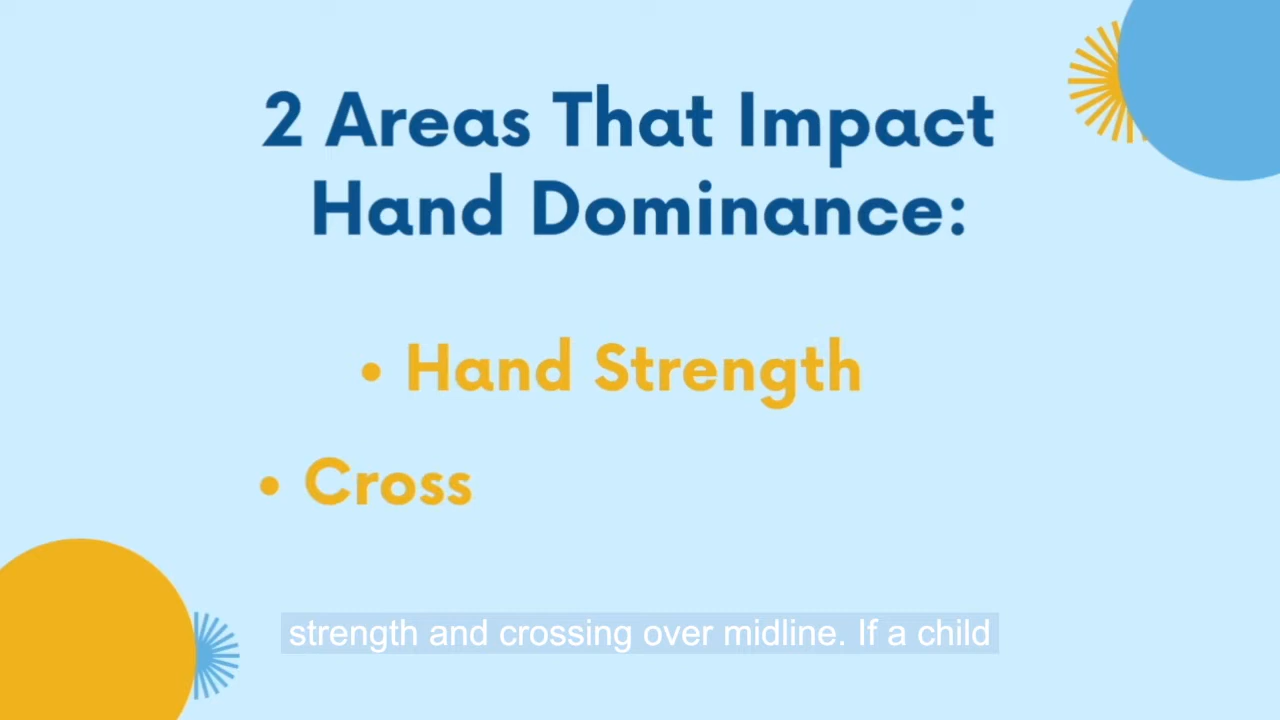 2 Areas That Impact
Hand Dominance:
• Hand Strength
• Cross
strength and crossing over midline. If a child